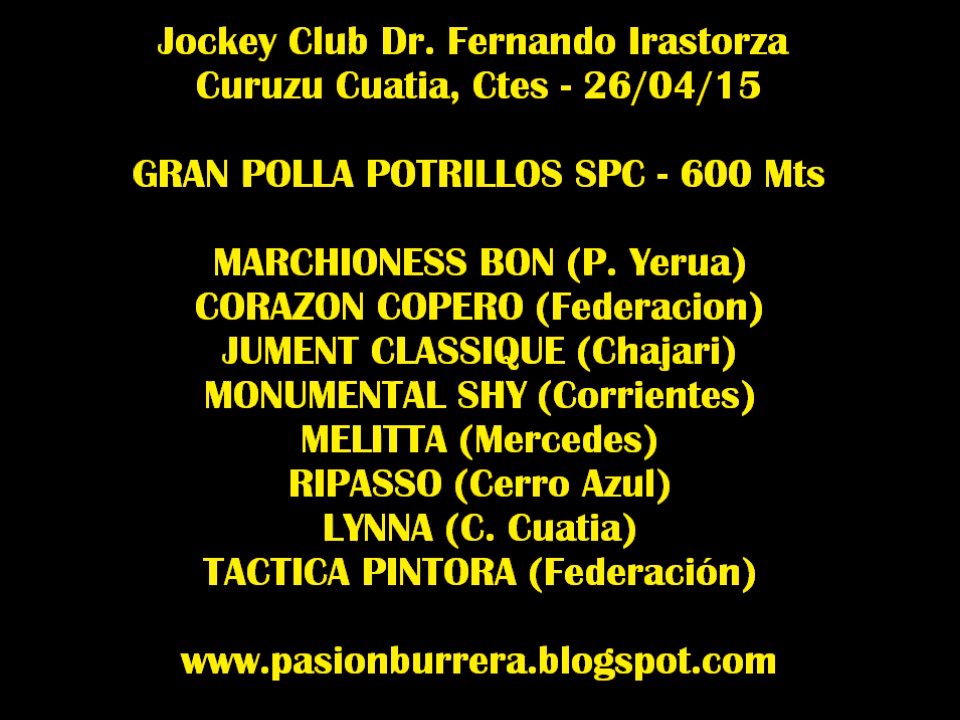 Jockey Club Dr. Fernando Irastorza
Curuzu Cuatia, Ctes - 26/04/15
GRAN POLLA POTRILLOS SPC - 600 Mts
MARCHIONESS BON (P. Yerua)
CORAZON COPERO (Federacion)
JUMENT CLASSIQUE (Chajari)
MONUMENTAL SHY (Corrientes)
MELITTA (Mercedes)
RIPASSO (Cerro Azul)
LYNNA (C. Cuatia)
TACTICA PINTORA (Federación)
www.pasionburrera.blogspot.com